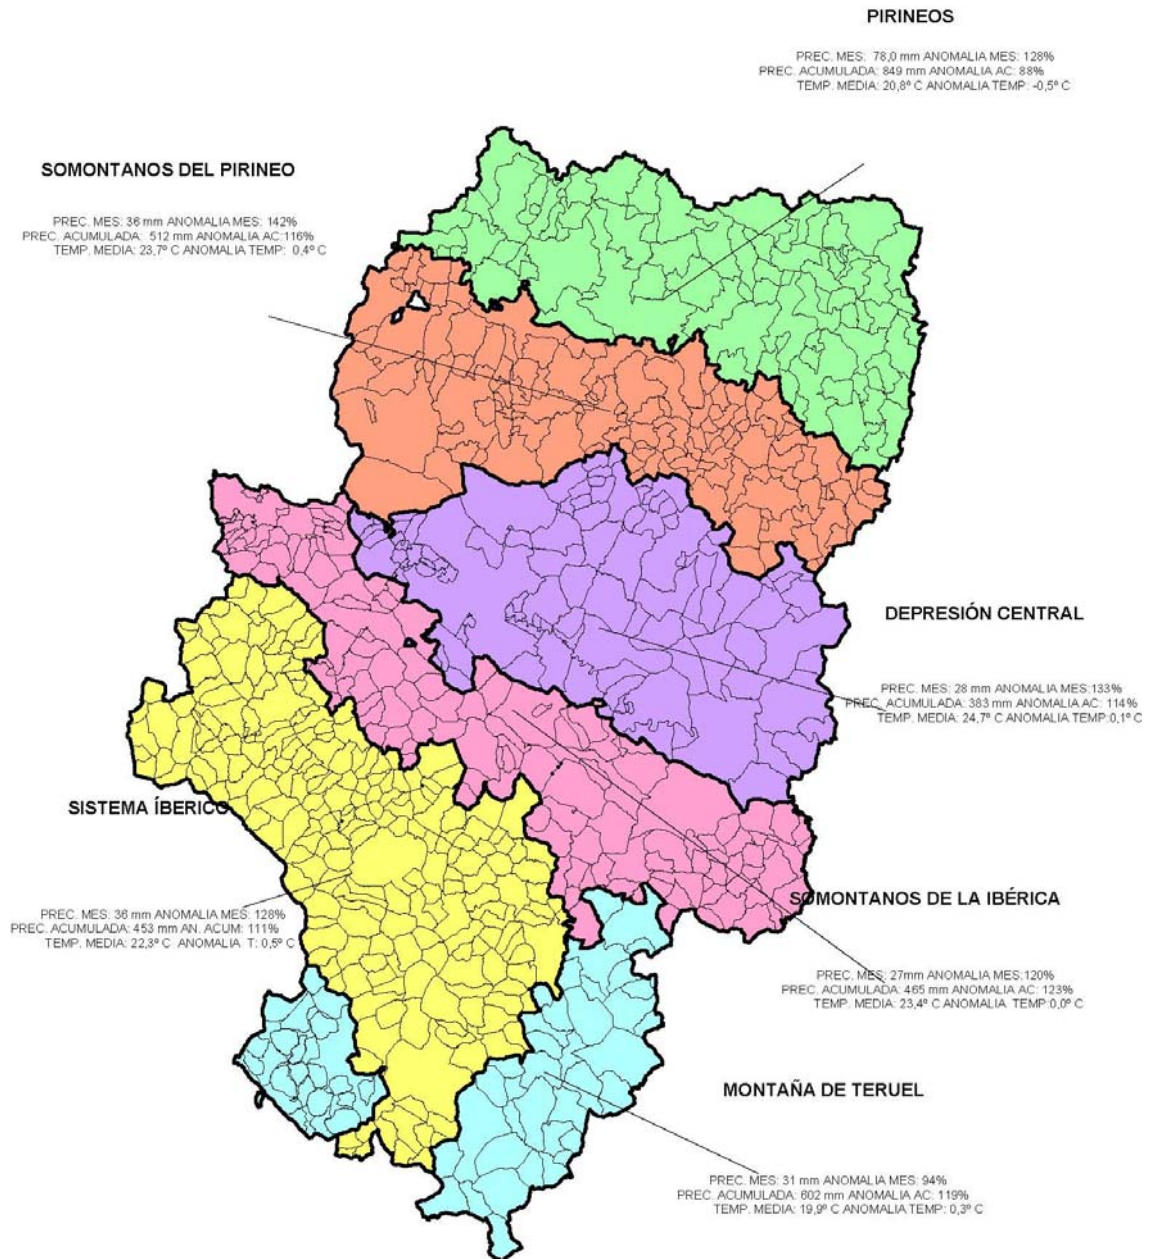 PIRINEOS
PREC. MES: 78,0 mm ANOMALIA MES: 128%
PREC. ACUMULADA: 849 mm ANOMALIA AC: 88%
TEMP. MEDIA: 20,8º C ANOMALIA TEMP: -0,5º C
SOMONTANOS DEL PIRINEO
PREC. MES: 36 mm ANOMALIA MES: 142%
PREC. ACUMULADA: 512 mm ANOMALIA AC:116%
TEMP. MEDIA: 23,7º C ANOMALIA TEMP: 0,4º C
DEPRESIÓN CENTRAL
PREC. MES: 28 mm ANOMALIA MES:133%
PREC. ACUMULADA: 383 mm ANOMALIA AC: 114%
TEMP. MEDIA: 24,7º C ANOMALIA TEMP:0,1º C
SISTEMA ÍBERICO
PREC. MES: 36 mm ANOMALIA MES: 128%
PREC. ACUMULADA: 453 mm AN. ACUM: 111%
TEMP. MEDIA: 22,3º C ANOMALIA T: 0,5º C
SOMONTANOS DE LA IBÉRICA
PREC. MES: 27mm ANOMALIA MES:120%
PREC. ACUMULADA: 465 mm ANOMALIA AC: 123%
TEMP. MEDIA: 23,4º C ANOMALIA TEMP:0,0º C
MONTAÑA DE TERUEL
PREC. MES: 31 mm ANOMALIA MES: 94%
PREC. ACUMULADA: 602 mm ANOMALIA AC: 119%
TEMP. MEDIA: 19,9º C ANOMALIA TEMP: 0,3º C